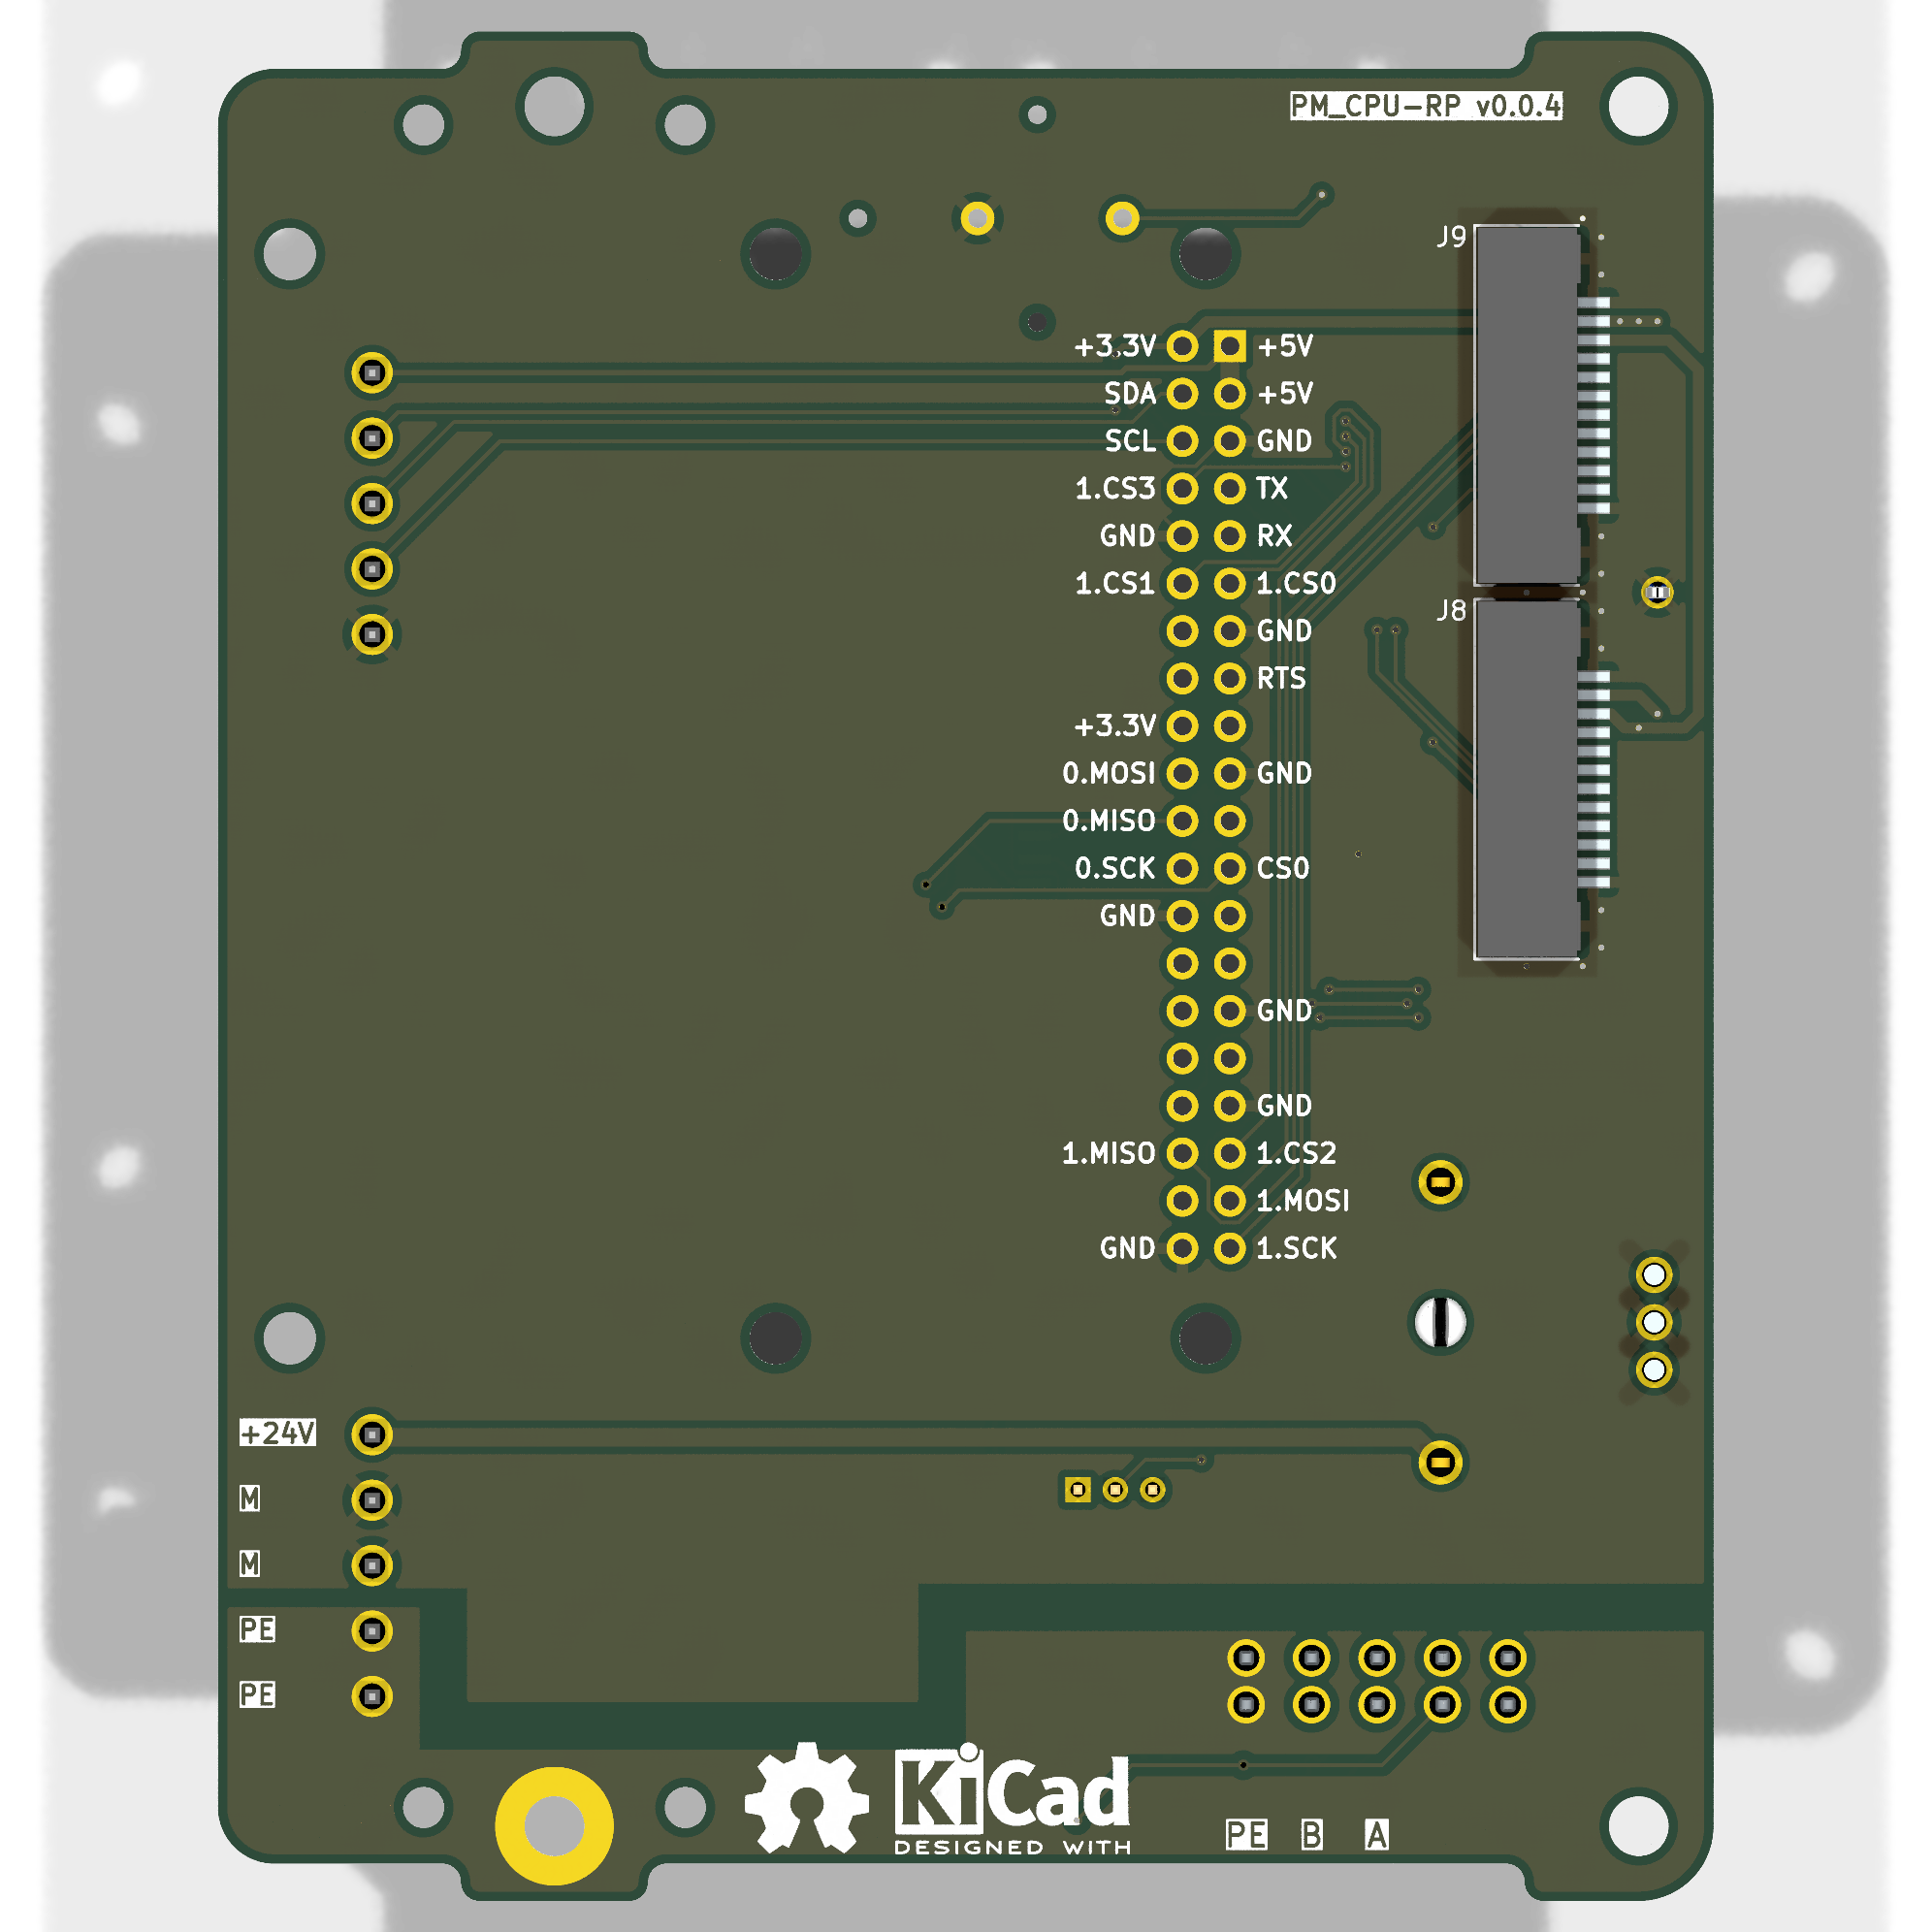 PM_CPU-RP v0.0.4
J9
+3.3V +5V
SDA +5V
SCL GND
1.CS3 TX
GND RX
1.CS1 1.CS0
J8
GND
RTS
+3.3V
0.MOSI GND
0.MISO
0.SCK CS0
GND
GND
GND
1.MISO 1.CS2
1.MOSI
GND 1.SCK
+24V
M
M
PE
PE
KiCad
DESIGNED WITH
PE B A